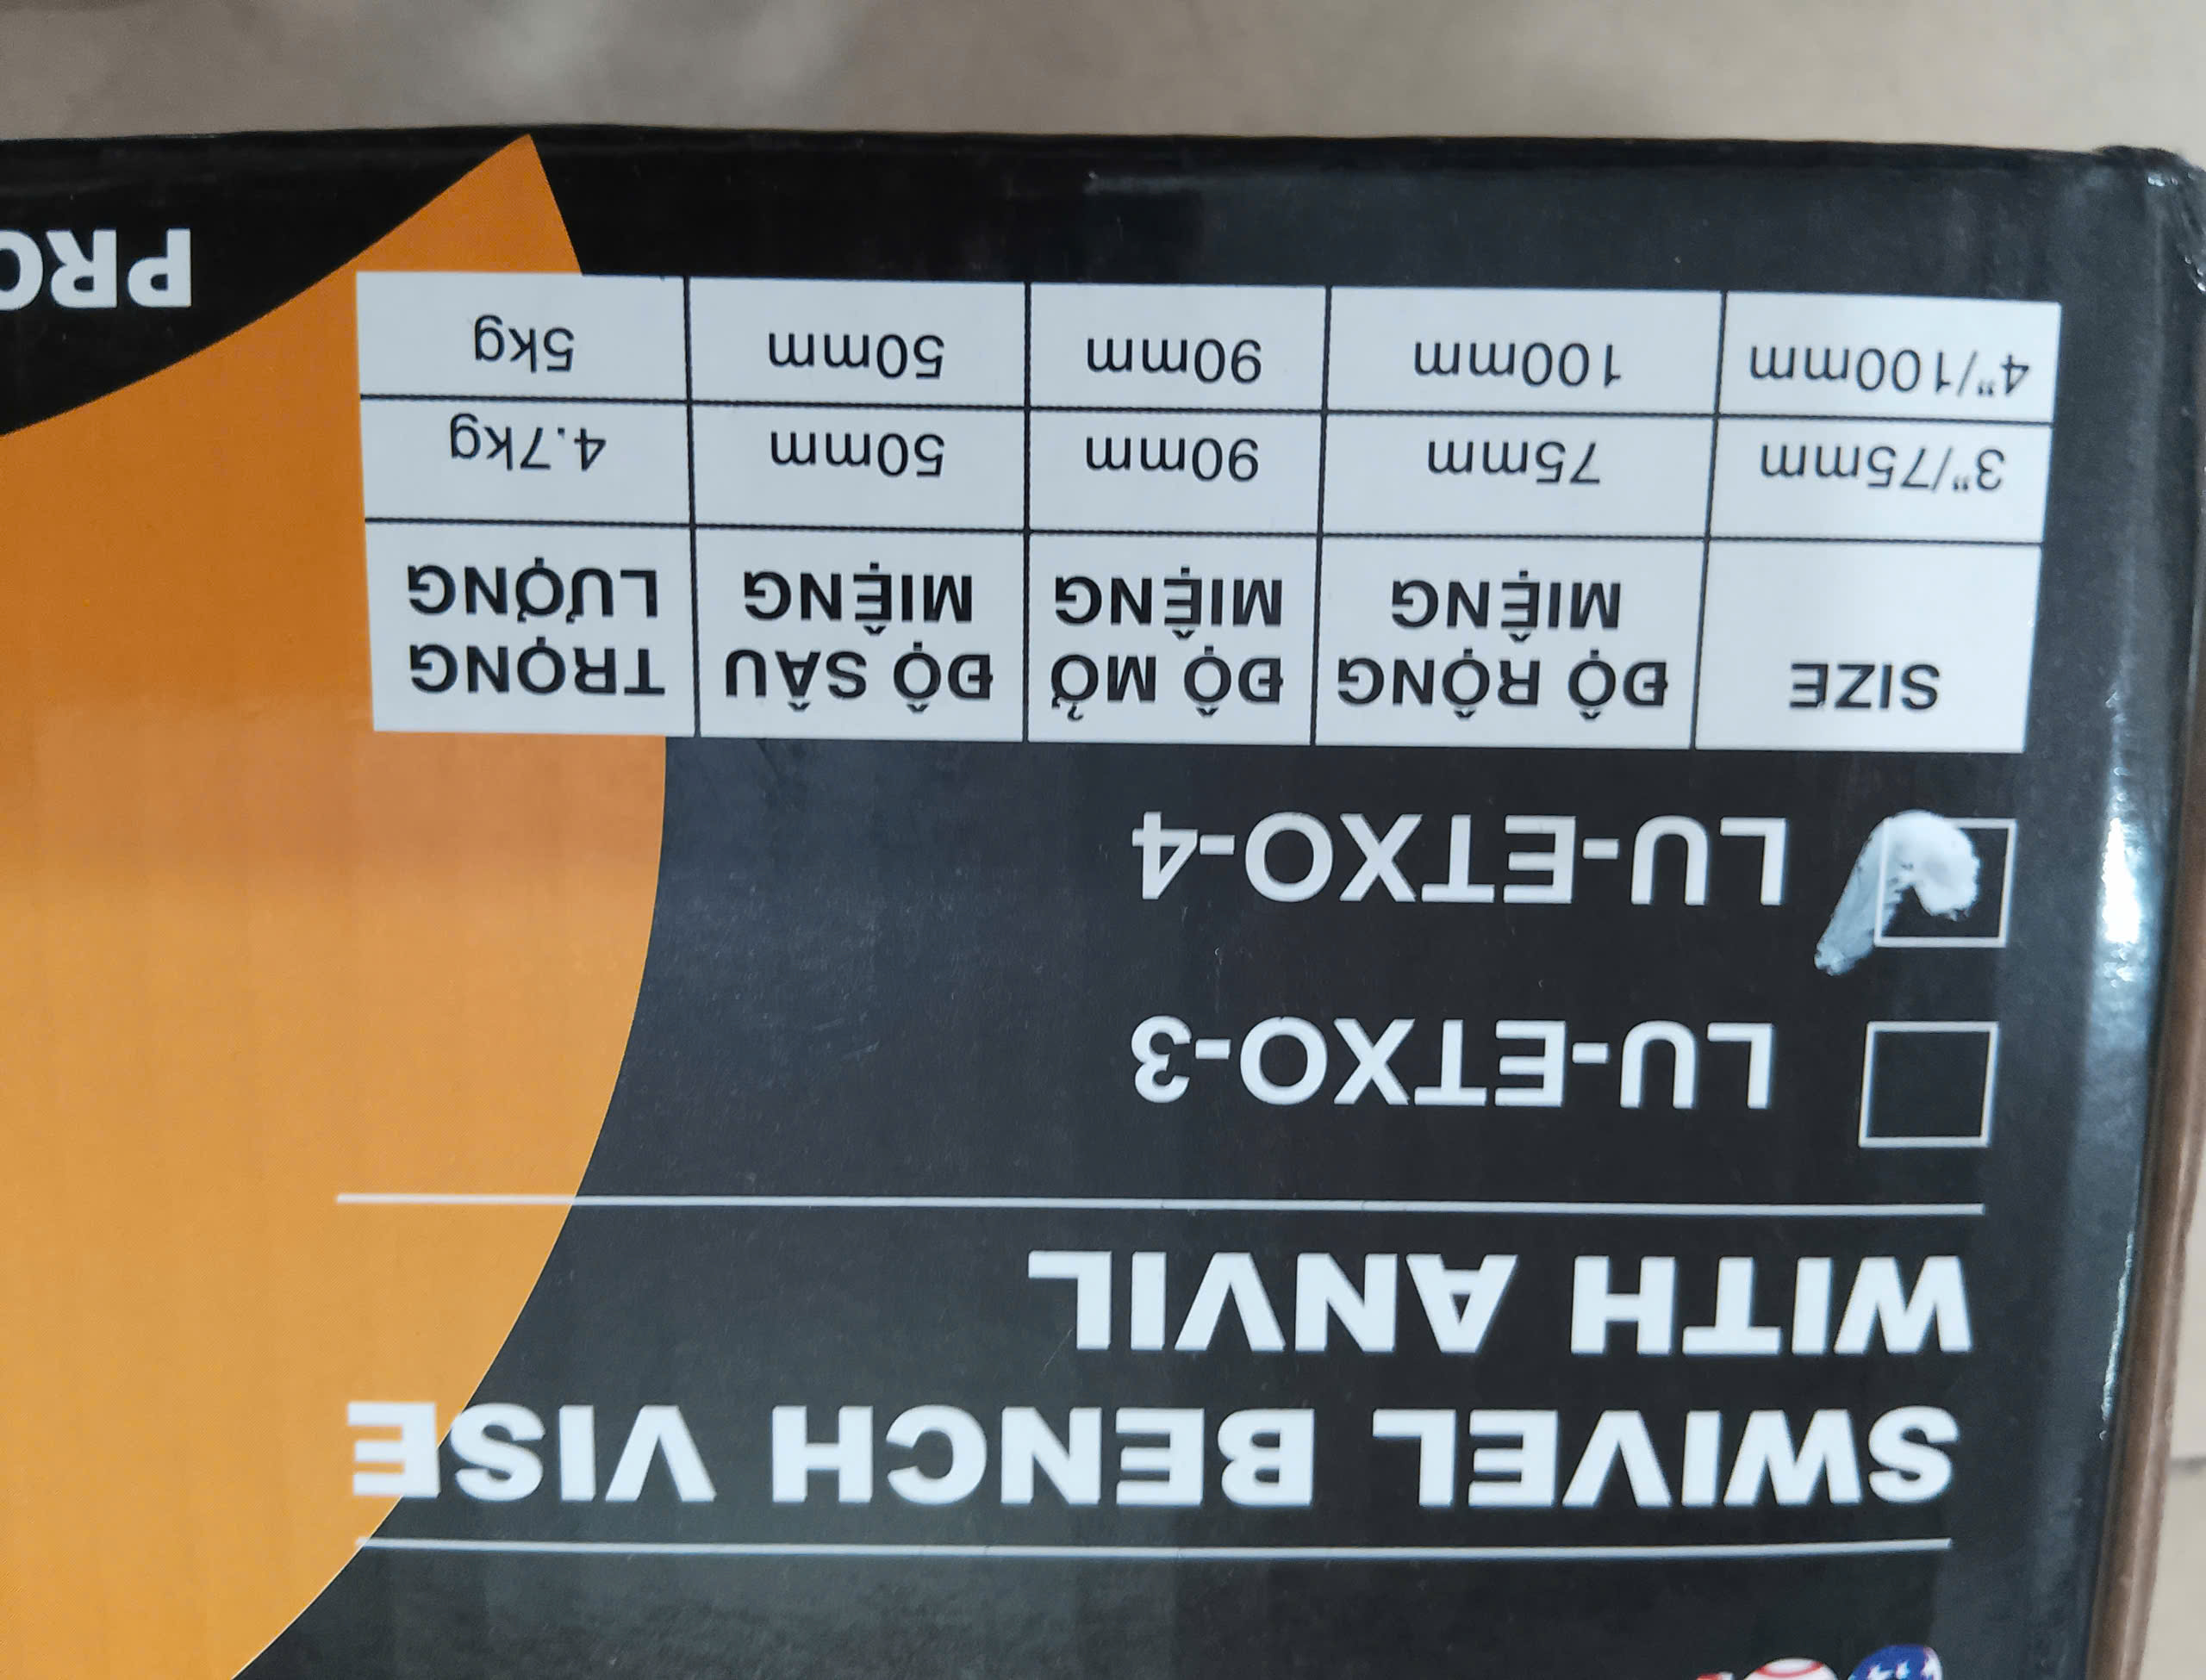 SWIVEL BENCH VISE
WITH ANVIL
LU-ETXO-3
LU-ETXO-4
SIZE ĐỘ RỘNG MIỆNG ĐỘ MỞ MIỆNG ĐỘ SÂU MIỆNG TRỌNG LƯỢNG
3"/75mm 75mm 90mm 50mm 4.7kg
4"/100mm 100mm 90mm 50mm 5kg
PRO